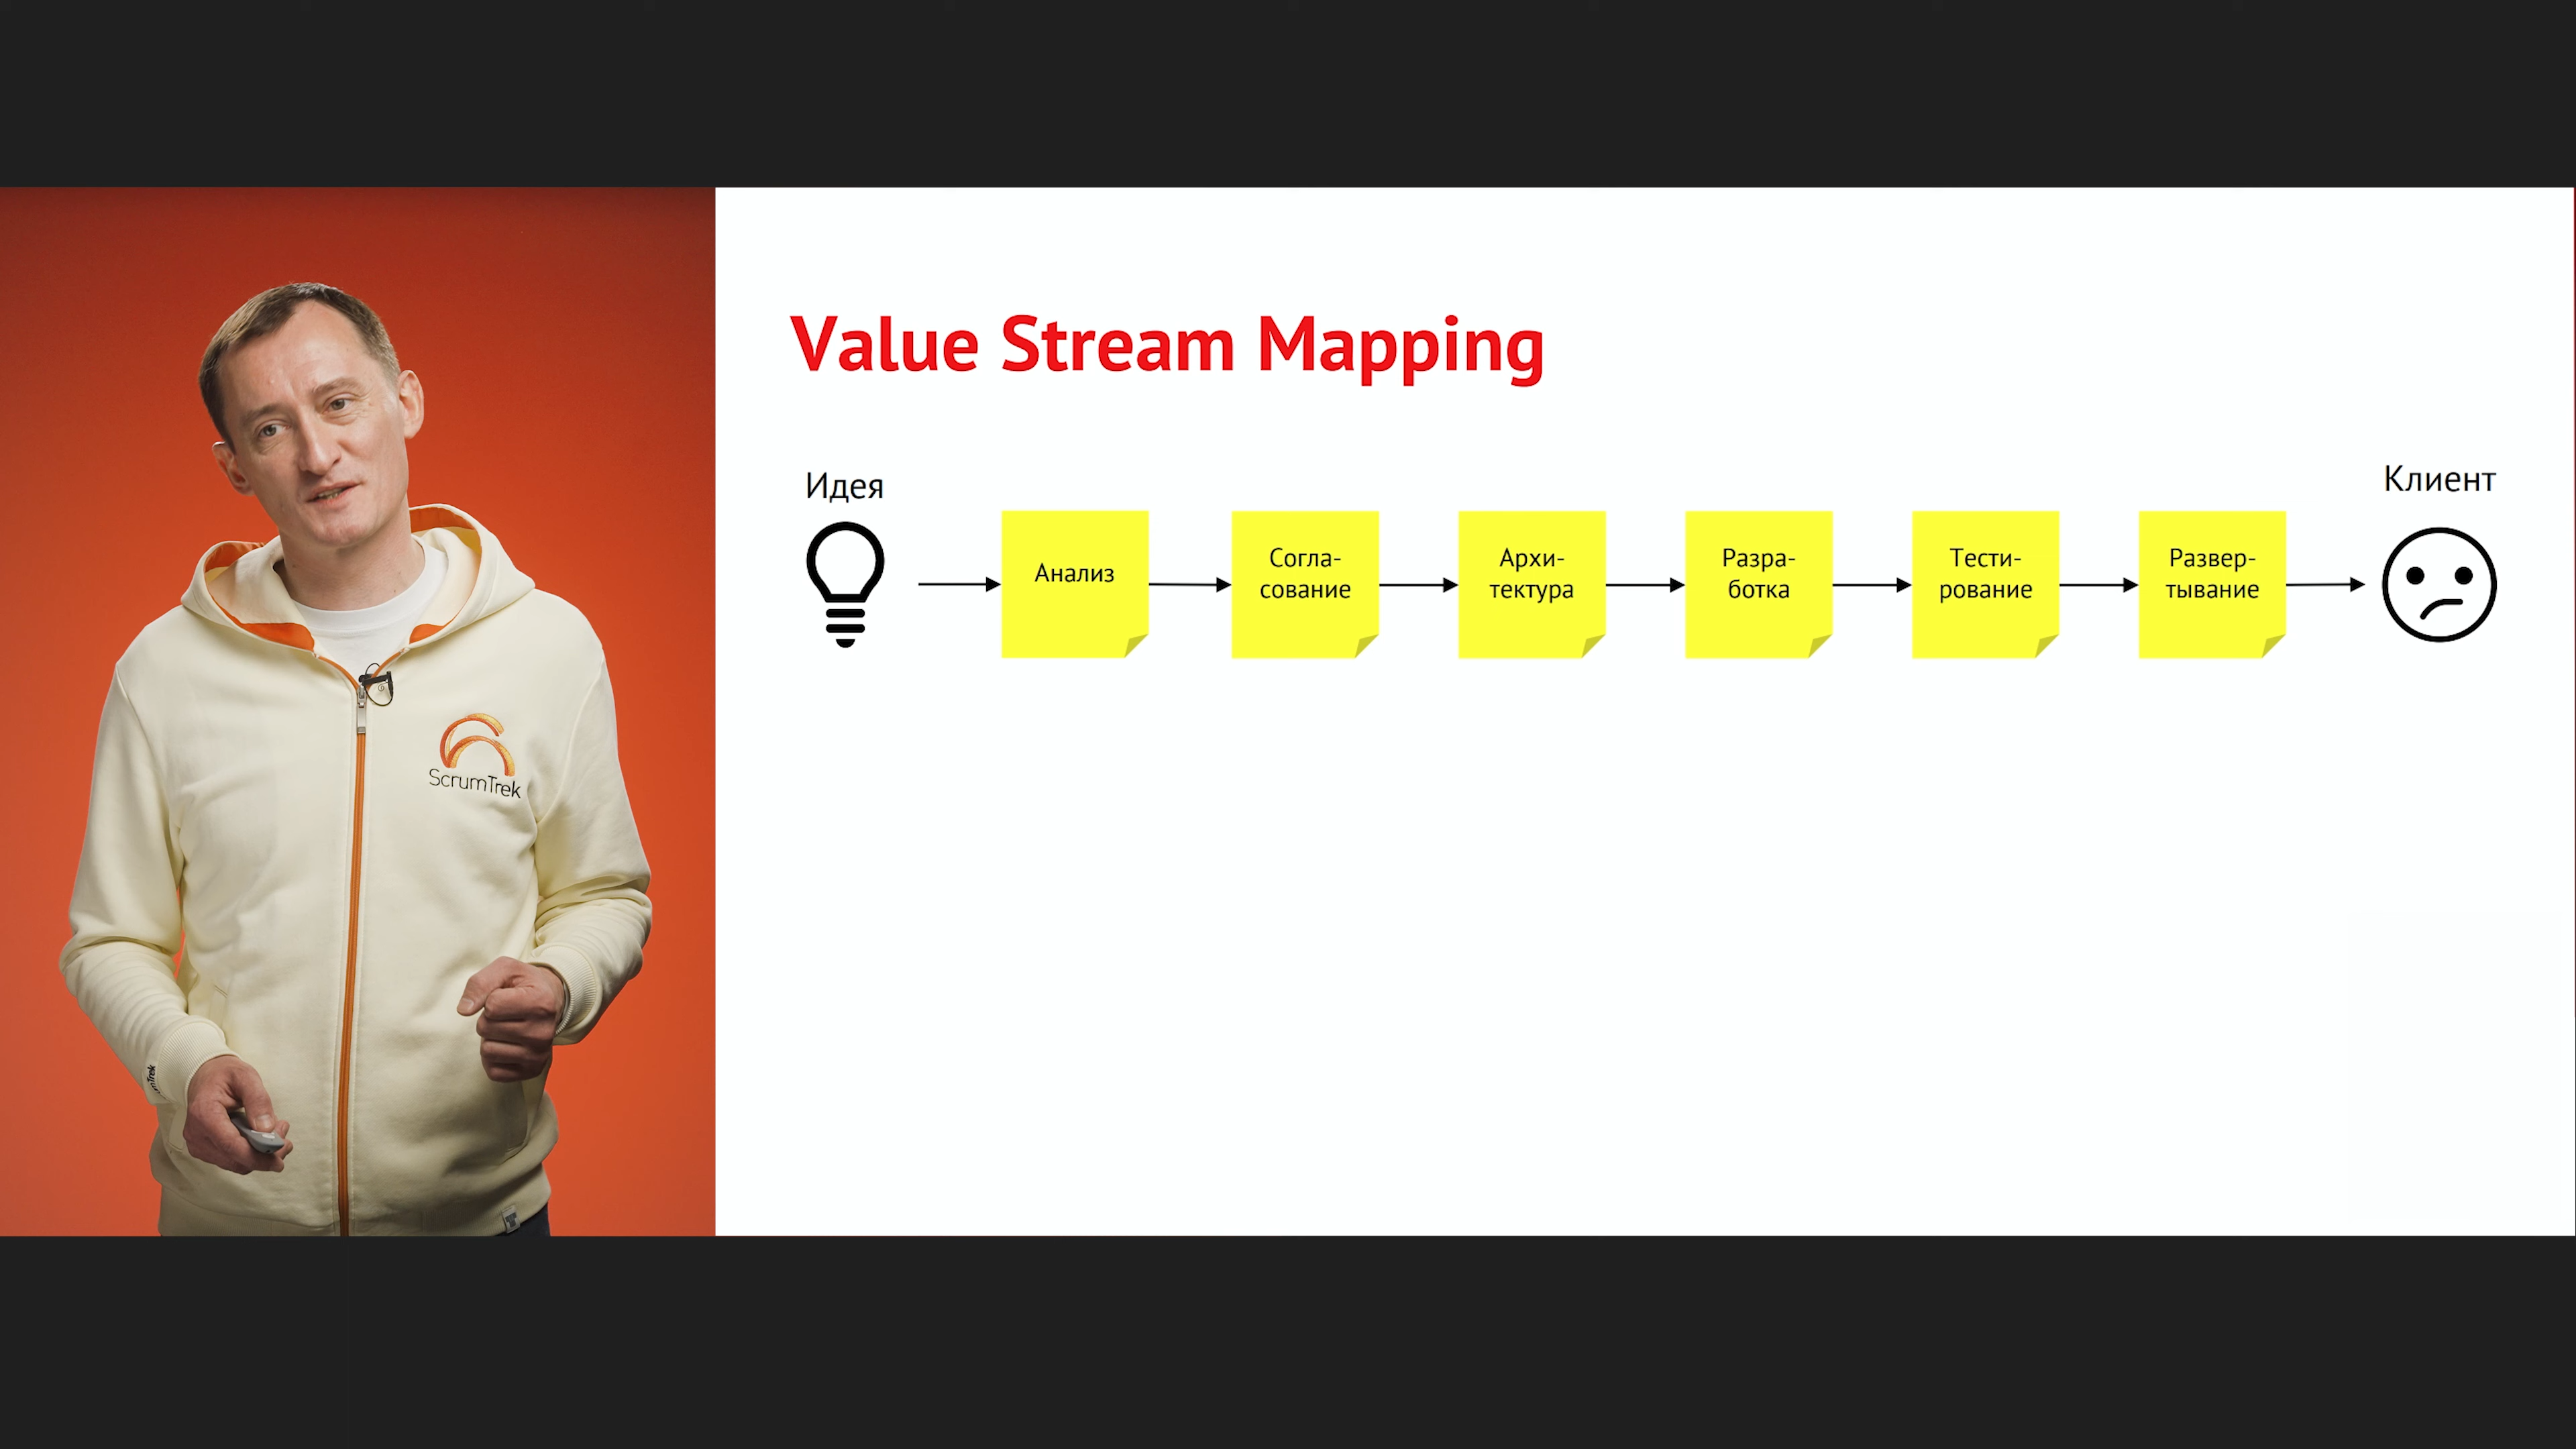 Value Stream Mapping
Идея
Клиент
Анализ
Согла-
сование
Архи-
тектура
Разра-
ботка
Тести-
рование
Развер-
тывание
ScrumTrek